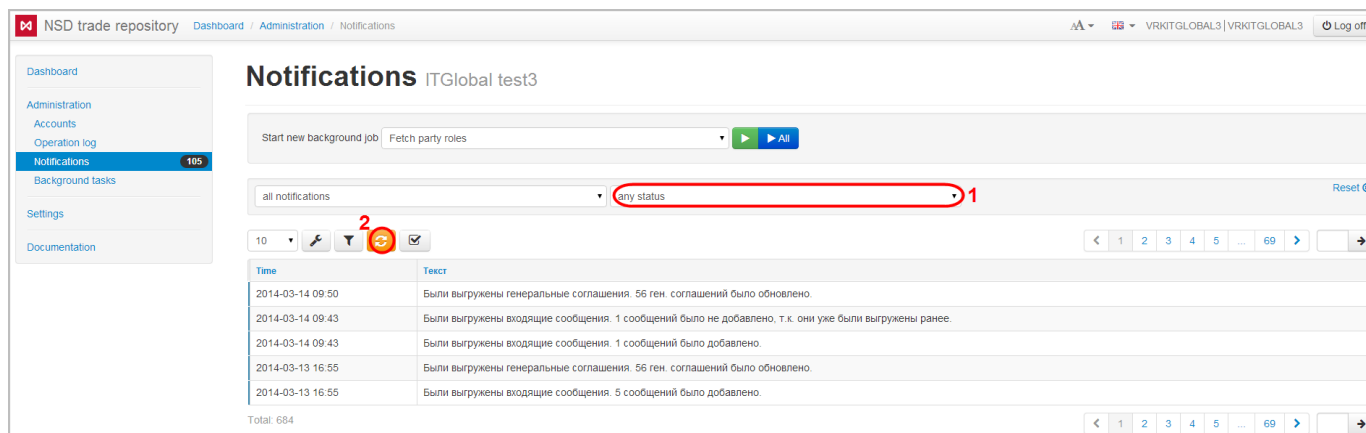 NSD trade repository Dashboard / Administration / Notifications AA VRKITGLOBAL3 | VRKITGLOBAL3 Log off
Dashboard
Administration
Accounts
Operation log
Notifications 105
Background tasks
Settings
Documentation
Notifications ITGlobal test3
Start new background job Fetch party roles All
all notifications any status 1 Reset
2
10 1 2 3 4 5 ... 69
Time Текст
2014-03-14 09:50 Были выгружены генеральные соглашения. 56 ген. соглашений было обновлено.
2014-03-14 09:43 Были выгружены входящие сообщения. 1 сообщений было не добавлено, т.к. они уже были выгружены ранее.
2014-03-14 09:43 Были выгружены входящие сообщения. 1 сообщений было добавлено.
2014-03-13 16:55 Были выгружены генеральные соглашения. 56 ген. соглашений было обновлено.
2014-03-13 16:55 Были выгружены входящие сообщения. 5 сообщений было добавлено.
Total: 684 1 2 3 4 5 ... 69